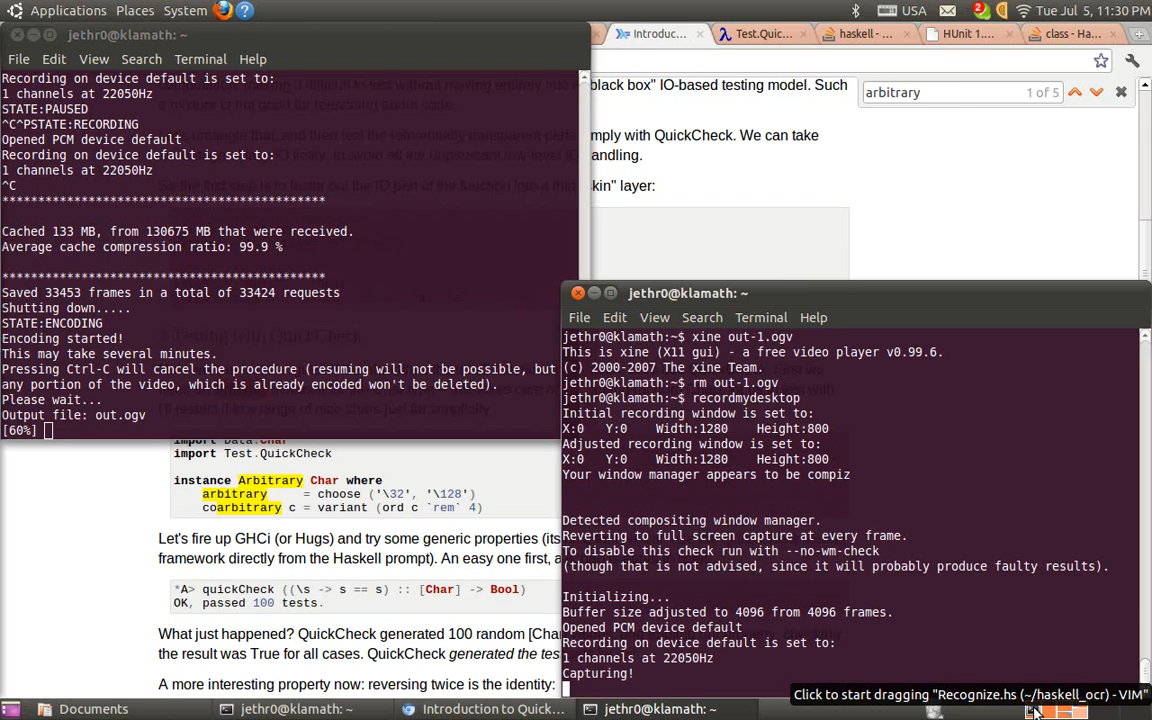 Applications Places System ? USA 2 Tue Jul 5, 11:30 PM
jethr0@klamath: ~
File Edit View Search Terminal Help
Recording on device default is set to:
1 channels at 22050Hz
STATE:PAUSED
^C^PSTATE:RECORDING
Opened PCM device default
Recording on device default is set to:
1 channels at 22050Hz
^C
*********************************************
Cached 133 MB, from 130675 MB that were received.
Average cache compression ratio: 99.9 %
*********************************************
Saved 33453 frames in a total of 33424 requests
Shutting down.....
STATE:ENCODING
Encoding started!
This may take several minutes.
Pressing Ctrl-C will cancel the procedure (resuming will not be possible, but
any portion of the video, which is already encoded won't be deleted).
Please wait...
Output file: out.ogv
[60%]
Introduc... Test.Quic... haskell - ... HUnit 1.... class - Ha...
arbitrary 1 of 5
black box" IO-based testing model. Such
mply with QuickCheck. We can take
andling.
skin" layer:
import Data.Char
import Test.QuickCheck
instance Arbitrary Char where
arbitrary = choose ('\32', '\128')
coarbitrary c = variant (ord c `rem` 4)
Let's fire up GHCi (or Hugs) and try some generic properties (its
framework directly from the Haskell prompt). An easy one first, a
*A> quickCheck ((\s -> s == s) :: [Char] -> Bool)
OK, passed 100 tests.
What just happened? QuickCheck generated 100 random [Char
the result was True for all cases. QuickCheck generated the tes
A more interesting property now: reversing twice is the identity:
jethr0@klamath: ~
File Edit View Search Terminal Help
jethr0@klamath:~$ xine out-1.ogv
This is xine (X11 gui) - a free video player v0.99.6.
(c) 2000-2007 The xine Team.
jethr0@klamath:~$ rm out-1.ogv
jethr0@klamath:~$ recordmydesktop
Initial recording window is set to:
X:0 Y:0 Width:1280 Height:800
Adjusted recording window is set to:
X:0 Y:0 Width:1280 Height:800
Your window manager appears to be compiz
Detected compositing window manager.
Reverting to full screen capture at every frame.
To disable this check run with --no-wm-check
(though that is not advised, since it will probably produce faulty results).
Initializing...
Buffer size adjusted to 4096 from 4096 frames.
Opened PCM device default
Recording on device default is set to:
1 channels at 22050Hz
Capturing!
Click to start dragging "Recognize.hs (~/haskell_ocr) - VIM"
Documents jethr0@klamath: ~ Introduction to Quick... jethr0@klamath: ~